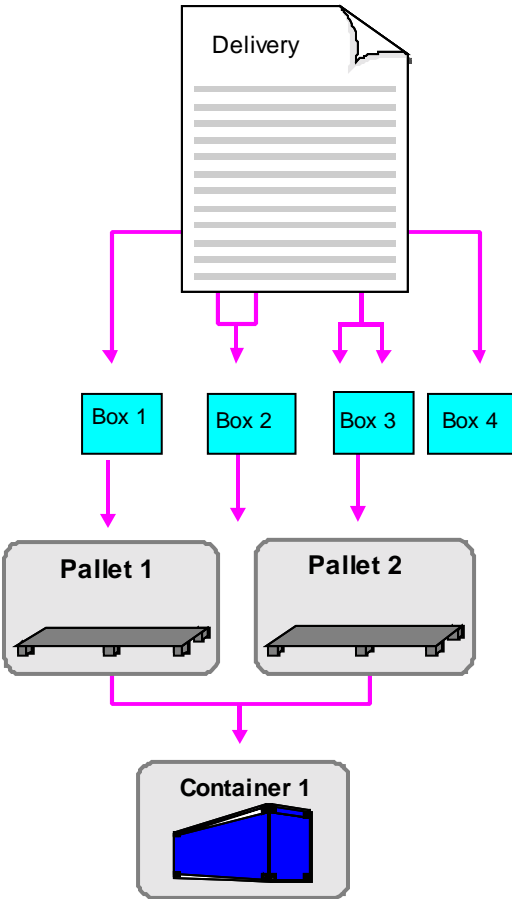 Delivery
Box 1
Box 2
Box 3
Box 4
Pallet 1
Pallet 2
Container 1